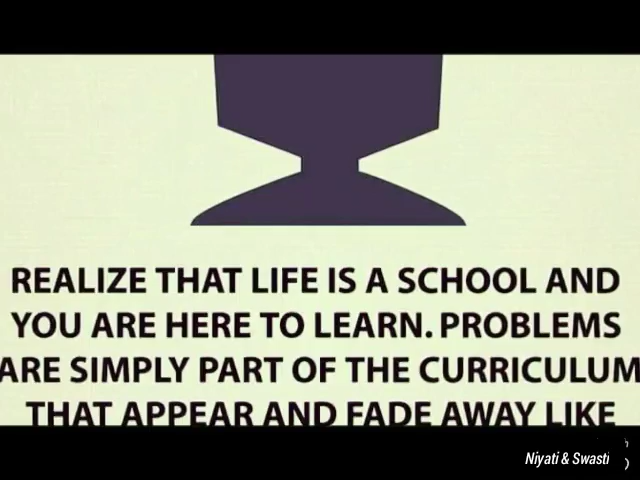 REALIZE THAT LIFE IS A SCHOOL AND
YOU ARE HERE TO LEARN. PROBLEMS
ARE SIMPLY PART OF THE CURRICULUM
THAT APPEAR AND FADE AWAY LIKE
Niyati & Swasti